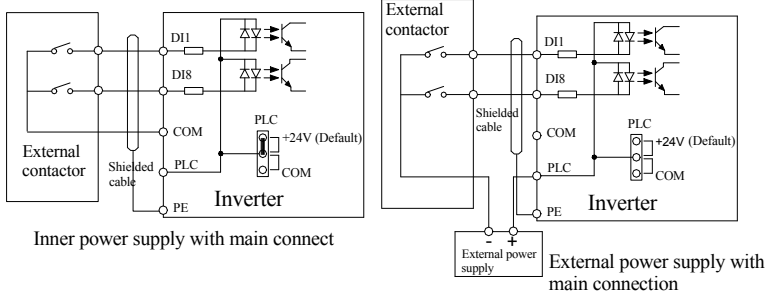 External
contactor
DI1
DI8
COM
PLC
PE
Shielded
cable
PLC
+24V (Default)
COM
Inverter
Inner power supply with main connect
External
contactor
DI1
DI8
COM
PLC
PE
Shielded
cable
PLC
+24V (Default)
COM
Inverter
- +
External power
supply
External power supply with
main connection